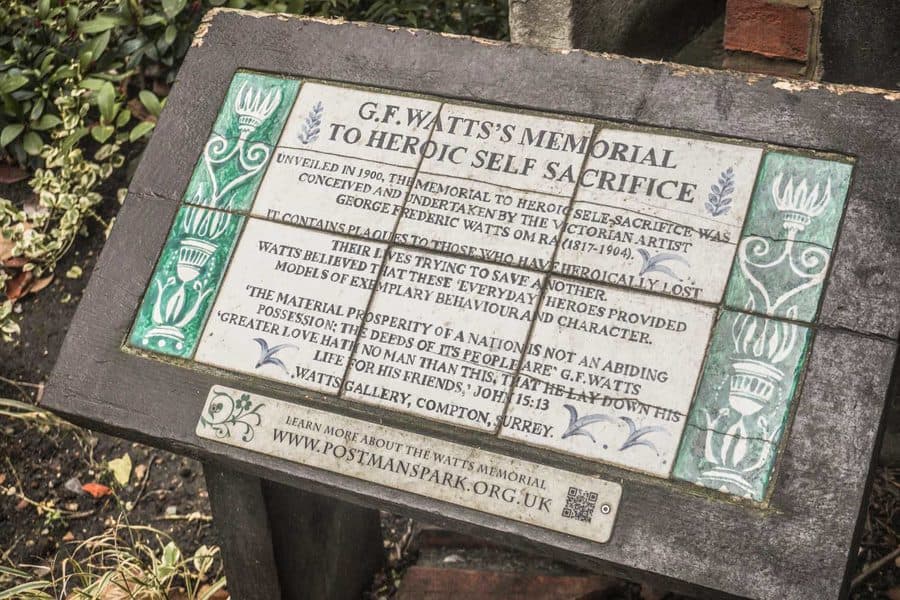 G.F. WATTS'S MEMORIAL
TO HEROIC SELF SACRIFICE
UNVEILED IN 1900, THE MEMORIAL TO HEROIC SELF-SACRIFICE WAS
CONCEIVED AND UNDERTAKEN BY THE VICTORIAN ARTIST
GEORGE FREDERIC WATTS OM RA (1817-1904).
IT CONTAINS PLAQUES TO THOSE WHO HAVE HEROICALLY LOST
THEIR LIVES TRYING TO SAVE ANOTHER.
WATTS BELIEVED THAT THESE 'EVERYDAY' HEROES PROVIDED
MODELS OF EXEMPLARY BEHAVIOUR AND CHARACTER.
'THE MATERIAL PROSPERITY OF A NATION IS NOT AN ABIDING
POSSESSION; THE DEEDS OF ITS PEOPLE ARE' G.F.WATTS
'GREATER LOVE HATH NO MAN THAN THIS, THAT HE LAY DOWN HIS
LIFE FOR HIS FRIENDS,' JOHN 15:13
WATTS GALLERY, COMPTON, SURREY.
LEARN MORE ABOUT THE WATTS MEMORIAL
WWW.POSTMANSPARK.ORG.UK